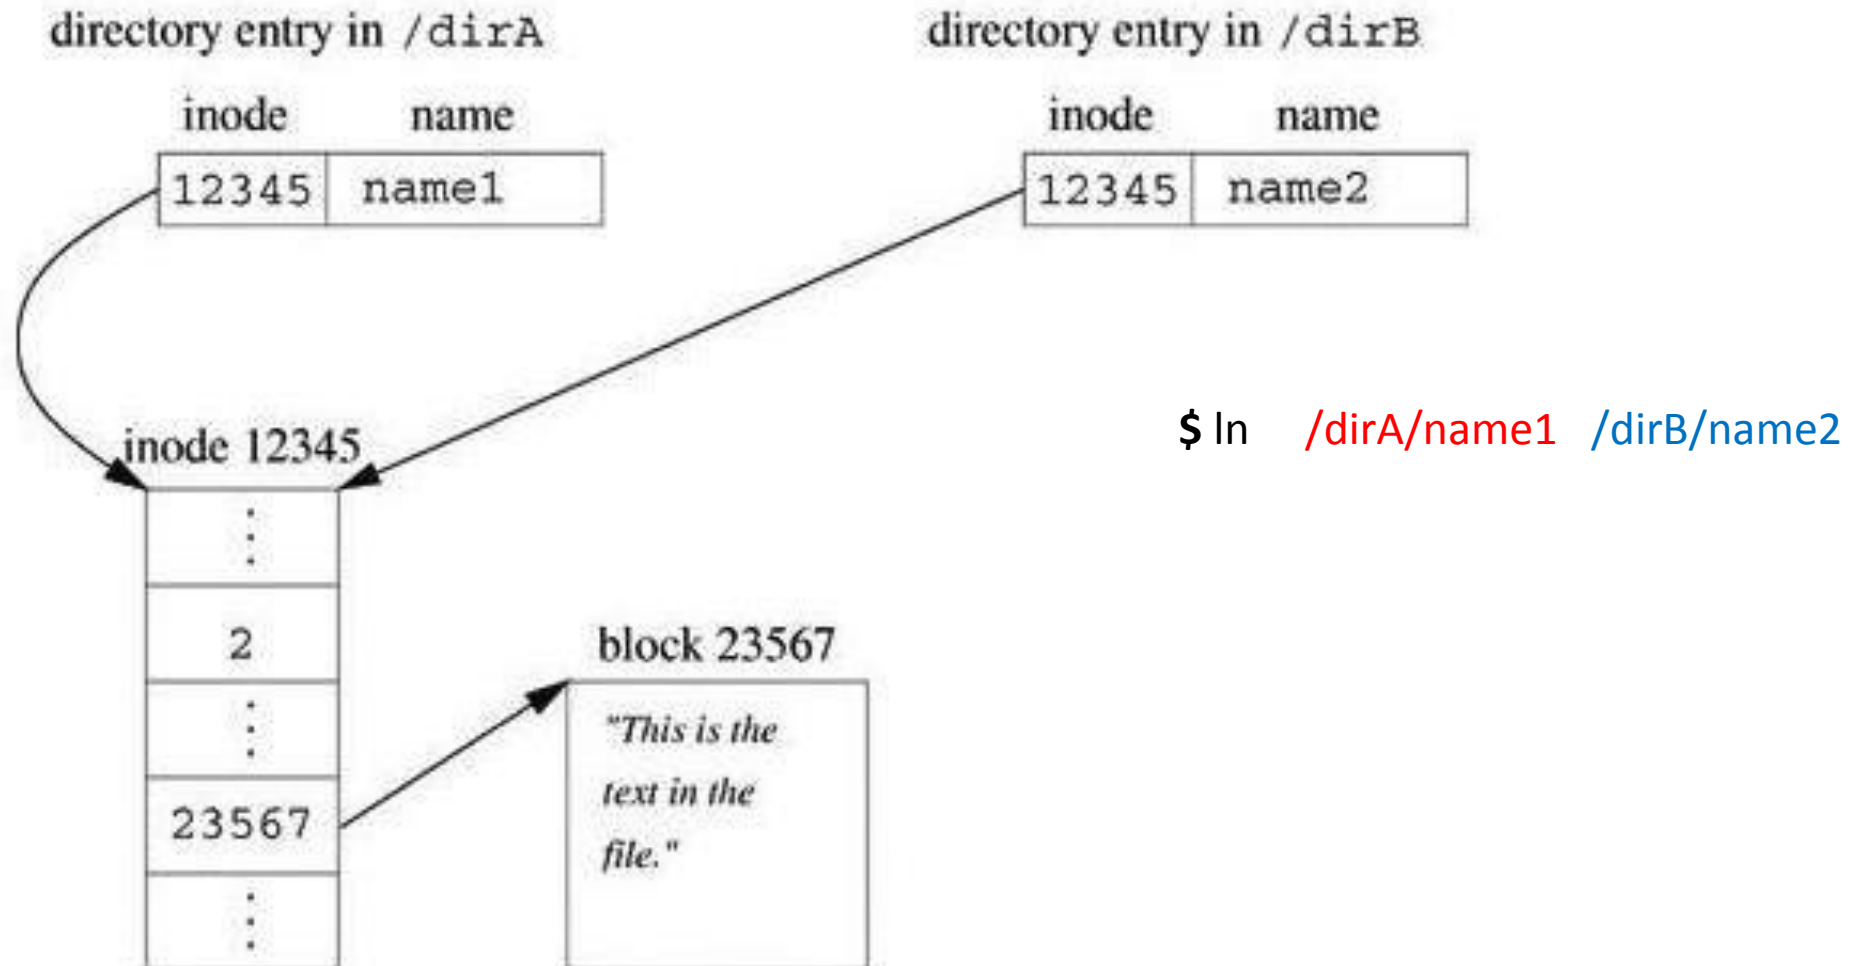 directory entry in /dirA
directory entry in /dirB
inode name
inode name
12345 name1
12345 name2
$ ln /dirA/name1 /dirB/name2
inode 12345
2
block 23567
"This is the
text in the
23567
file."